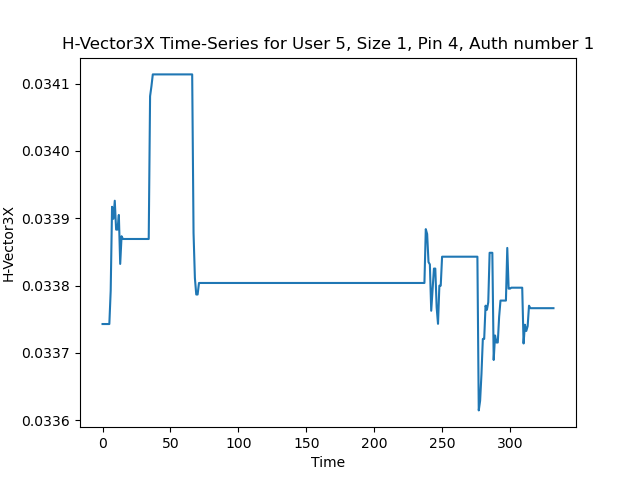 H-Vector3X Time-Series for User 5, Size 1, Pin 4, Auth number 1
0.0341
0.0340
0.0339
0.0338
0.0337
0.0336
H-Vector3X
0 50 100 150 200 250 300
Time